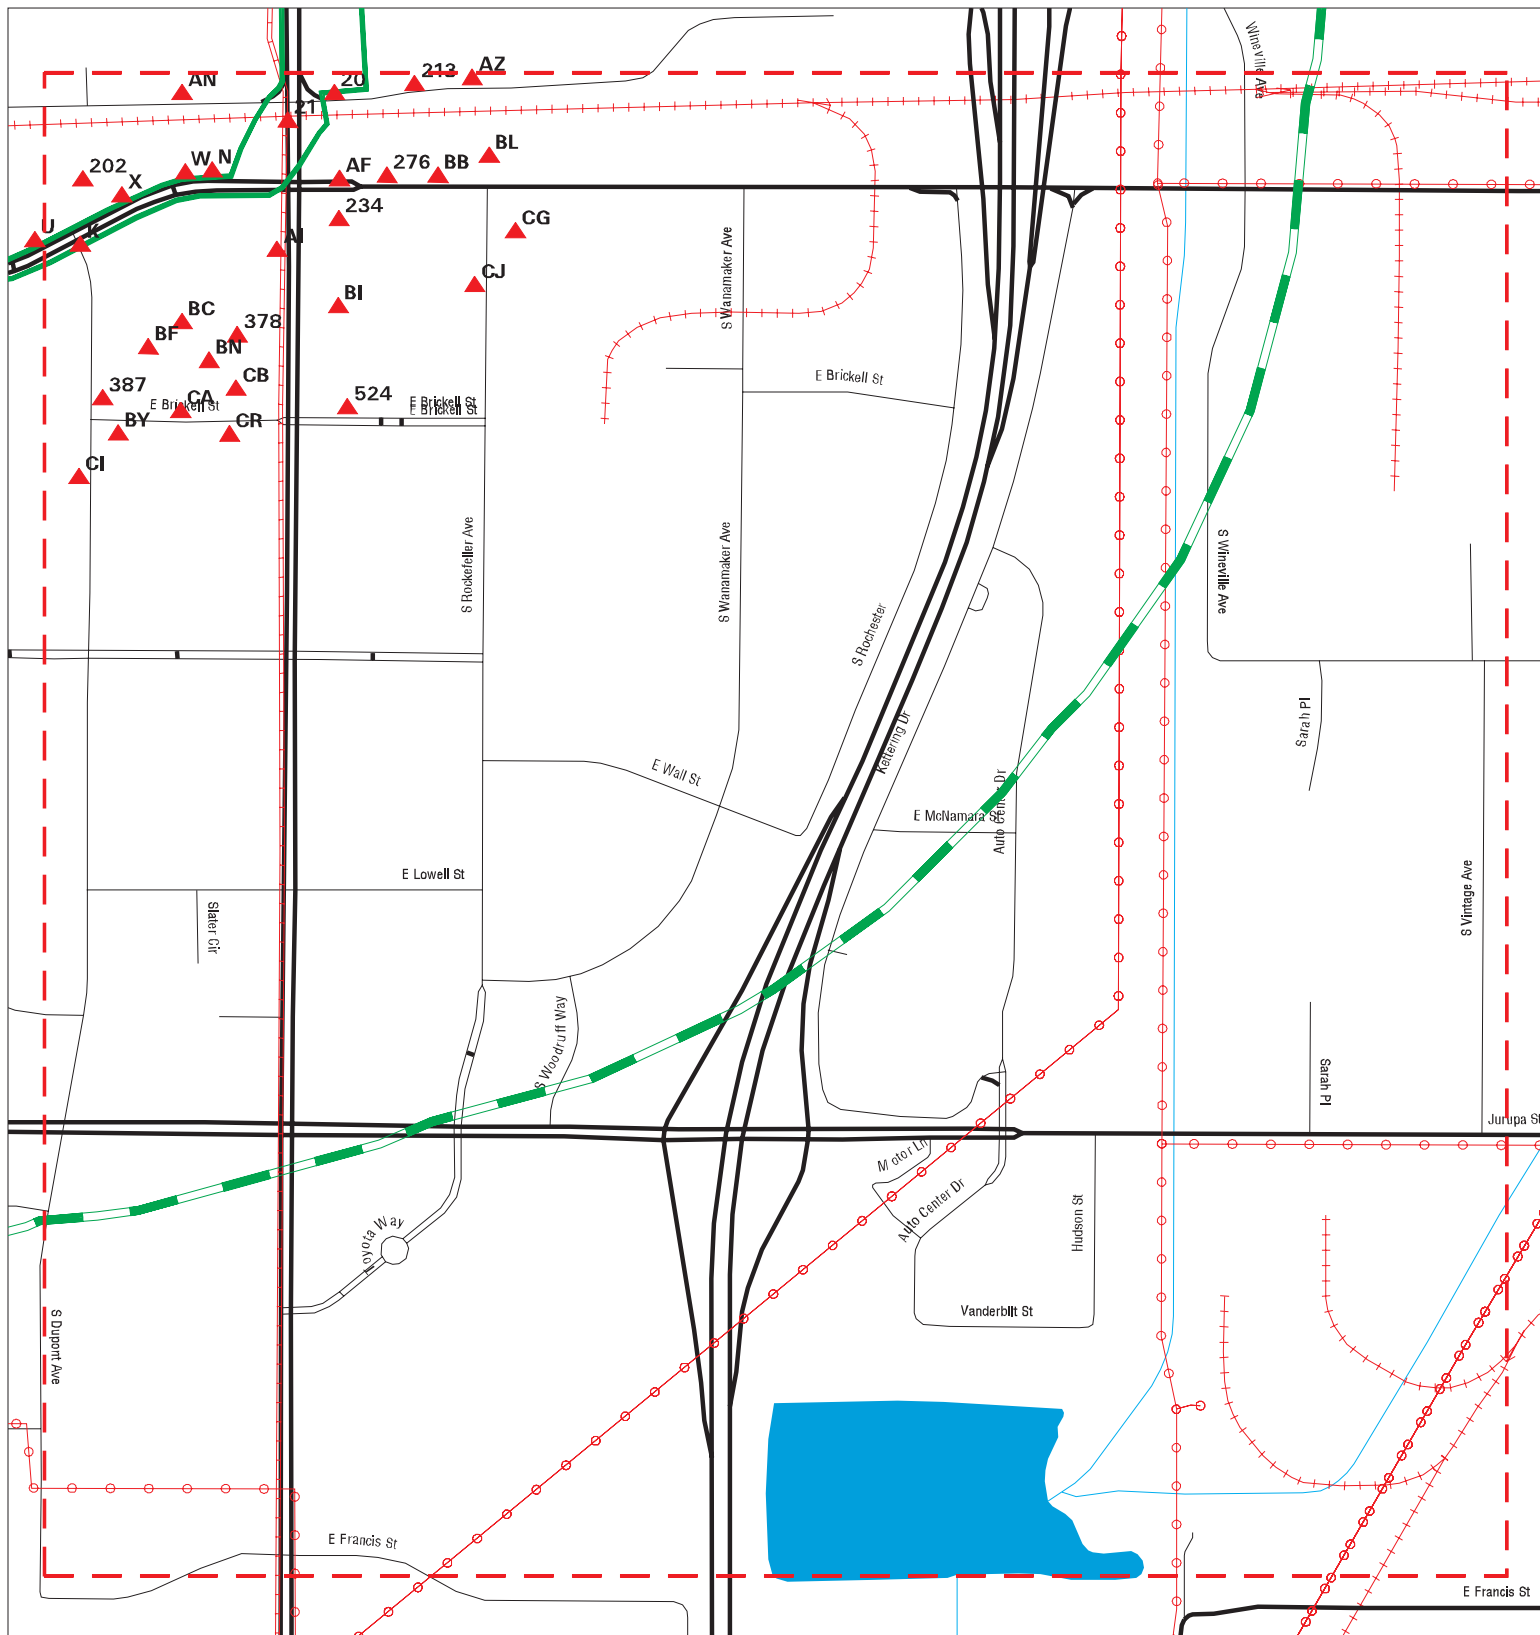 Wineville Ave
AN
20
213
AZ
21
202
X
W
N
AF
276
BB
BL
U
K
AI
234
CG
S Wanamaker Ave
CJ
BI
BC
378
BF
BN
CB
387
CA
E Brickell St
524
E Brickell St
E Brickell St
E Brickell St
BY
CR
CI
S Rockefeller Ave
S Wanamaker Ave
S Rochester
S Wineville Ave
Kettering Dr
Sarah Pl
E Wall St
Auto Center Dr
E McNamara St
E Lowell St
Slater Cir
S Vintage Ave
S Woodruff Way
Sarah Pl
Jurupa St
Motor Ln
Auto Center Dr
Hudson St
Toyota Way
Vanderbilt St
S Dupont Ave
E Francis St
E Francis St